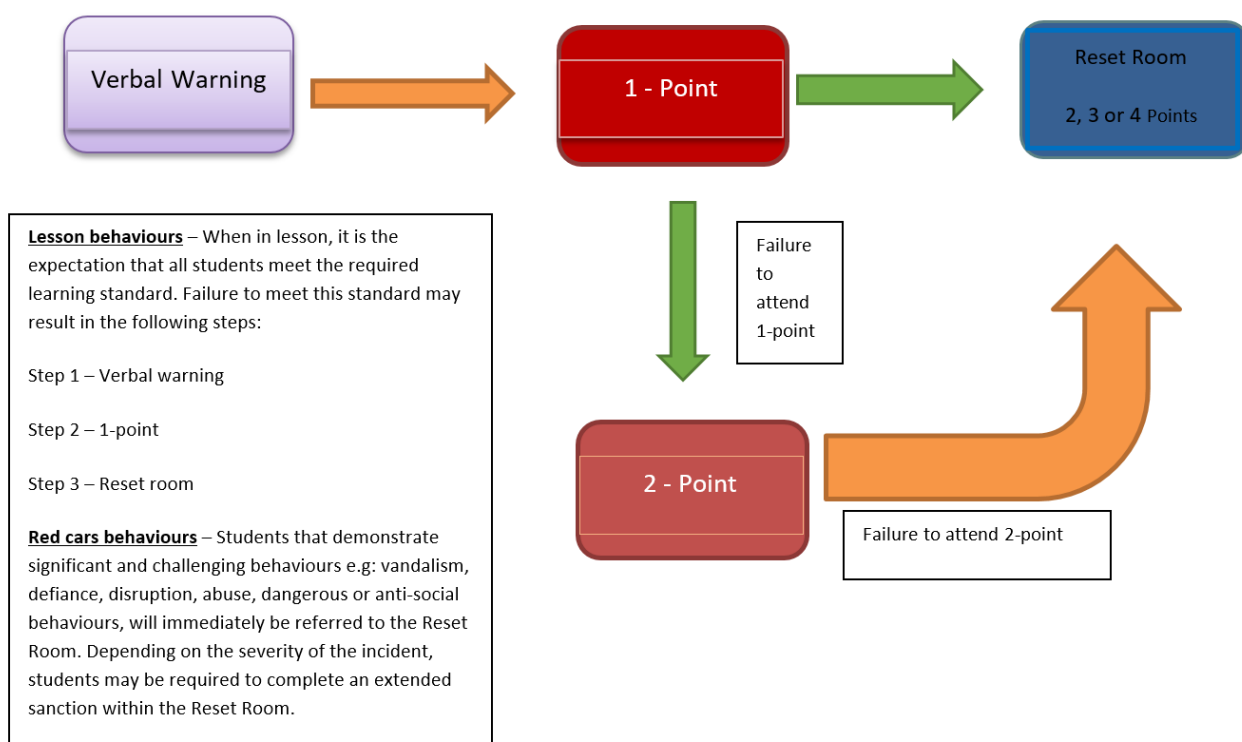 Verbal Warning
1 - Point
Reset Room
2, 3 or 4 Points
Lesson behaviours – When in lesson, it is the
expectation that all students meet the required
learning standard. Failure to meet this standard may
result in the following steps:
Step 1 – Verbal warning
Step 2 – 1-point
Step 3 – Reset room
Red cars behaviours – Students that demonstrate
significant and challenging behaviours e.g: vandalism,
defiance, disruption, abuse, dangerous or anti-social
behaviours, will immediately be referred to the Reset
Room. Depending on the severity of the incident,
students may be required to complete an extended
sanction within the Reset Room.
Failure
to
attend
1-point
2 - Point
Failure to attend 2-point